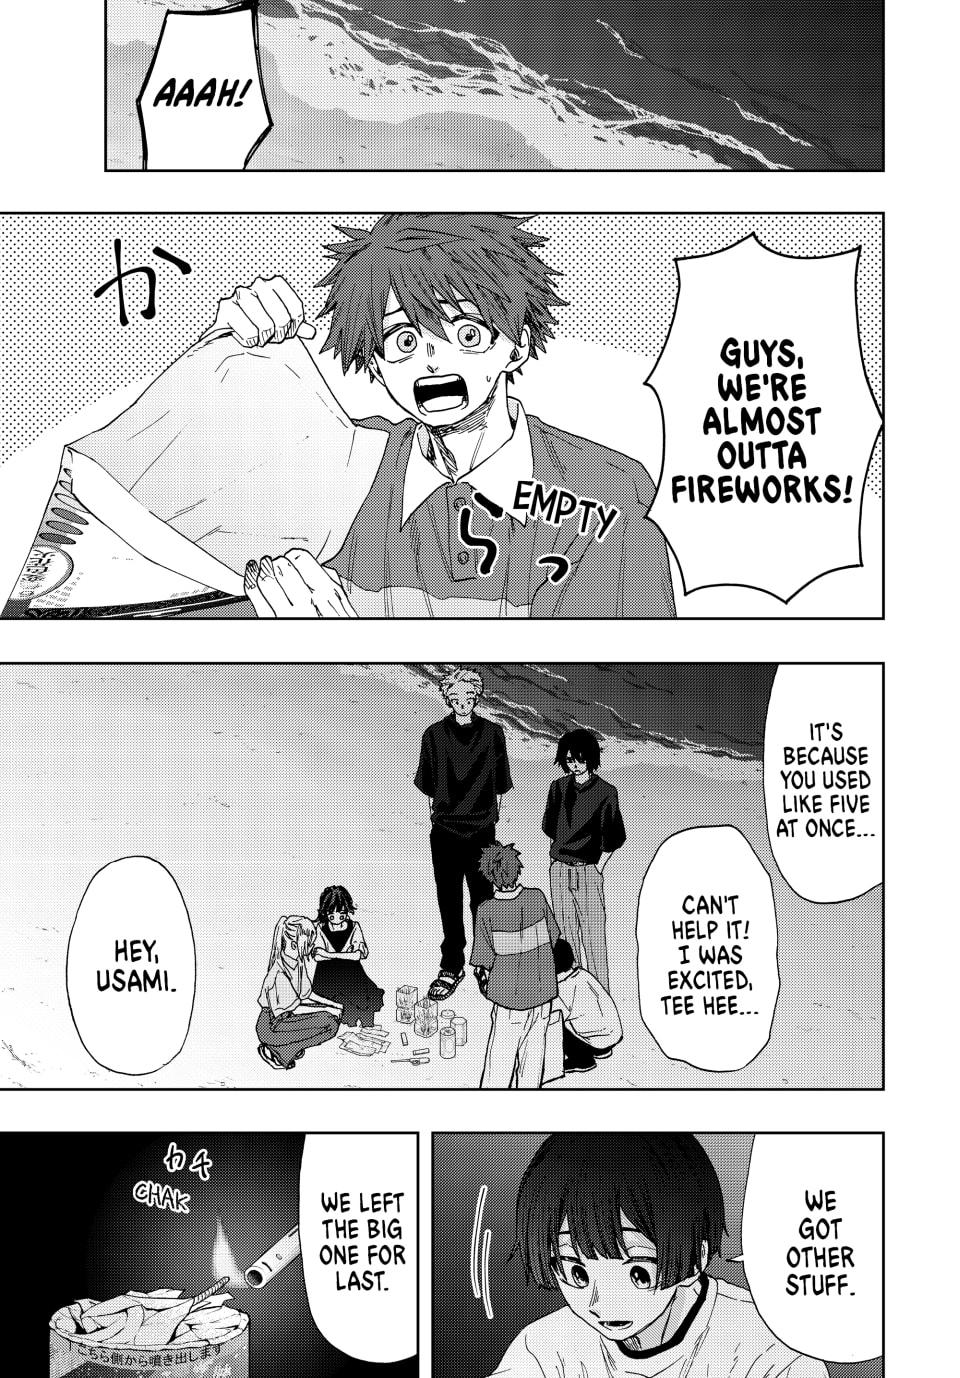 AAAH!
GUYS,
WE'RE
ALMOST
OUTTA
FIREWORKS!
か
らっ
EMPTY
IT'S
BECAUSE
YOU USED
LIKE FIVE
AT ONCE...
CAN'T
HELP IT!
I WAS
EXCITED,
TEE HEE...
HEY,
USAMI.
WE
GOT
OTHER
STUFF.
WE LEFT
THE BIG
ONE FOR
LAST.
カチ
CHAK
こちら側から噴き出します